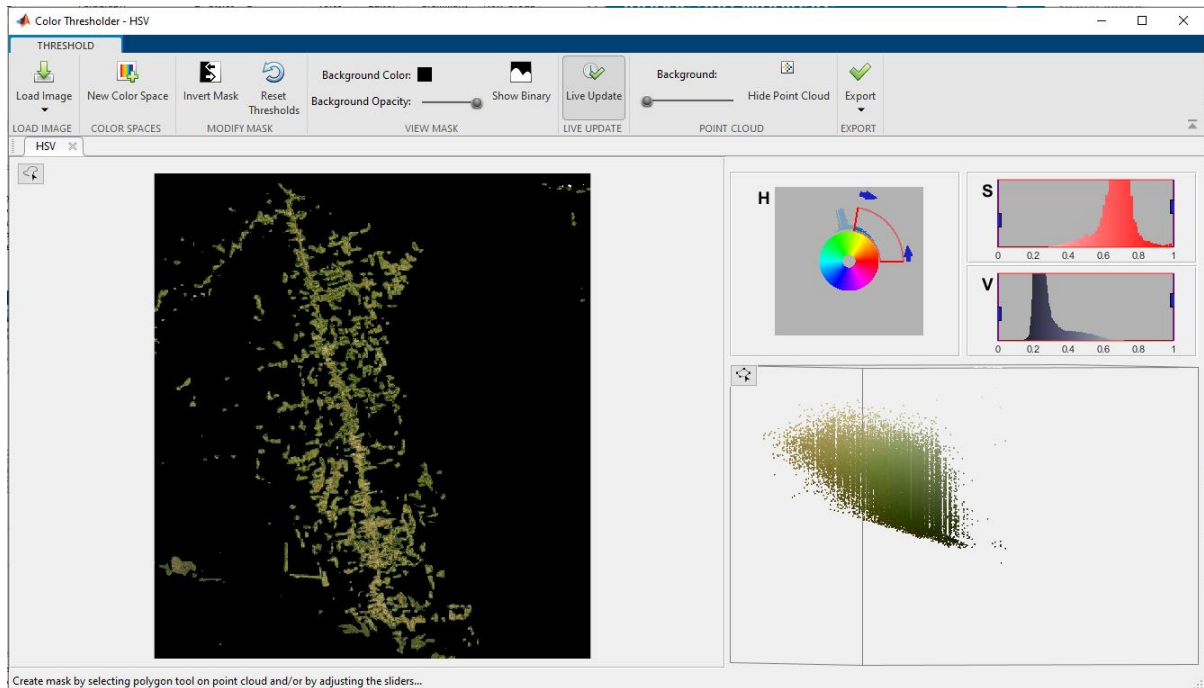 Color Thresholder - HSV
THRESHOLD
Load Image
New Color Space
Invert Mask
Reset
Thresholds
Background Color:
Background Opacity:
Show Binary
Live Update
Background:
Hide Point Cloud
Export
LOAD IMAGE
COLOR SPACES
MODIFY MASK
VIEW MASK
LIVE UPDATE
POINT CLOUD
EXPORT
HSV
H
S
0 0.2 0.4 0.6 0.8 1
V
0 0.2 0.4 0.6 0.8 1
Create mask by selecting polygon tool on point cloud and/or by adjusting the sliders...